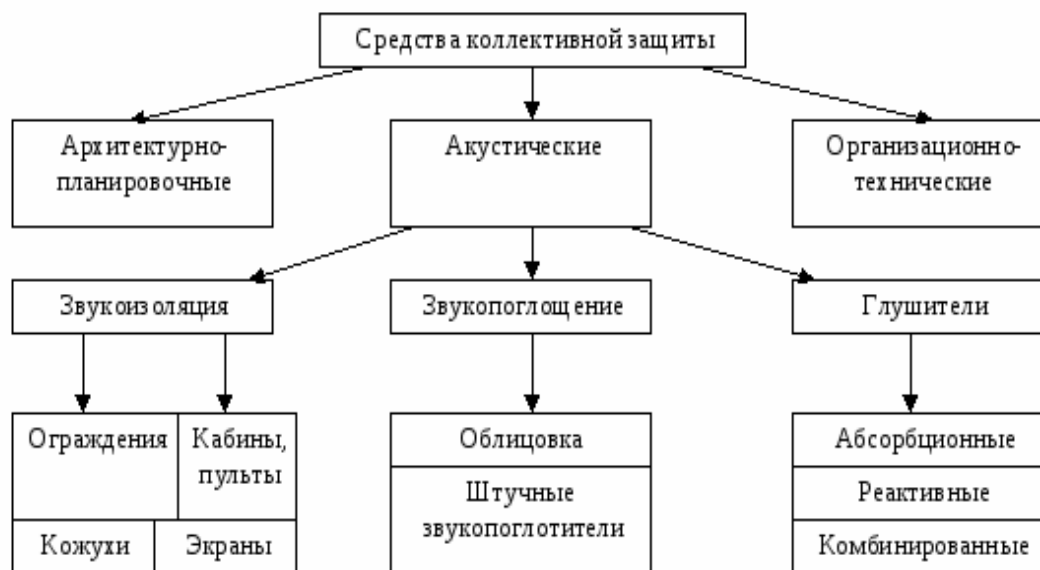 Средства коллективной защиты
Архитектурно-
планировочные
Акустические
Организационно-
технические
Звукоизоляция
Звукопоглощение
Глушители
Ограждения
Кабины,
пульты
Кожухи
Экраны
Облицовка
Штучные
звукопоглотители
Абсорбционные
Реактивные
Комбинированные